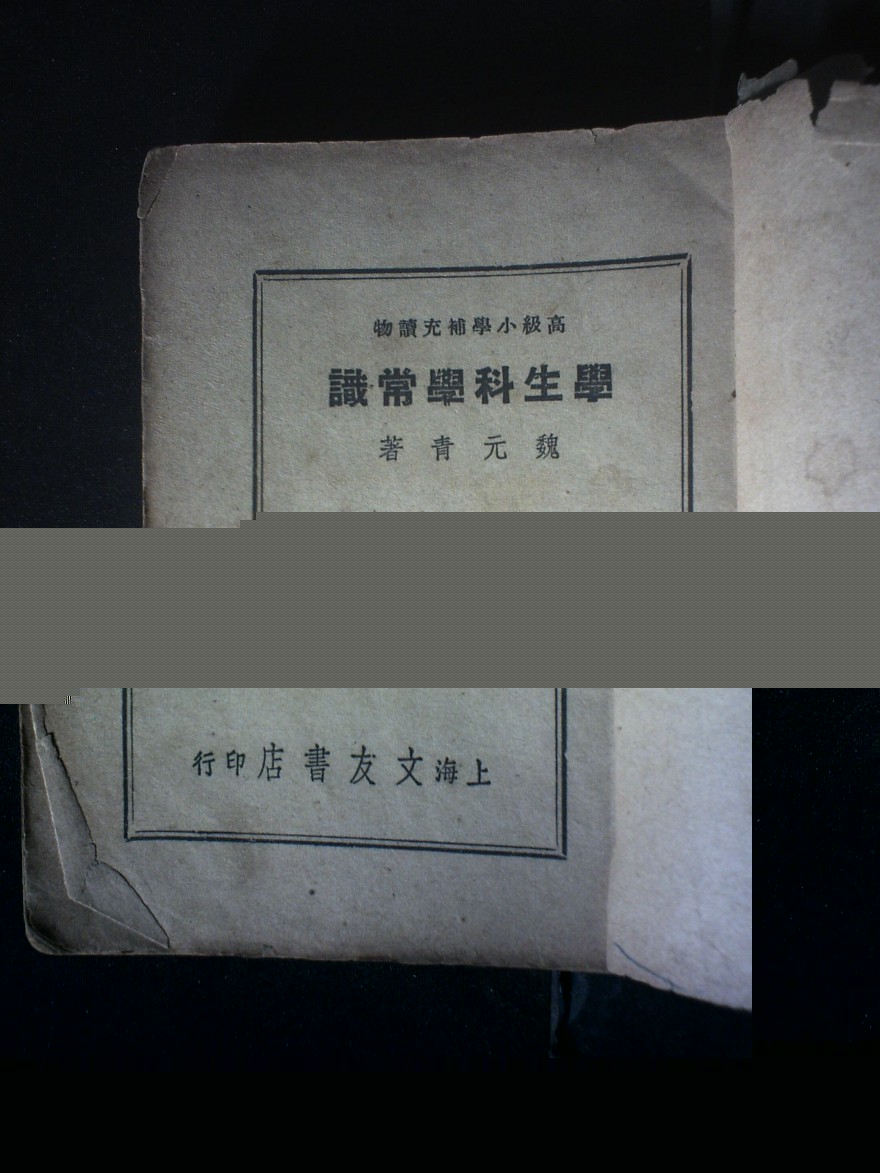 高級小學補充讀物
學生科學常識
魏元青著
上海文友書店印行